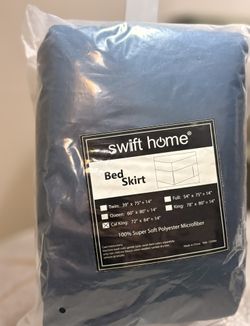 swift home®
Bed
Skirt
Twin: 39" x 75" + 14"
Full: 54" x 75" + 14"
Queen: 60" x 80" + 14"
King: 78" x 80" + 14"
Cal King: 72" x 84" + 14"
100% Super Soft Polyester Microfiber